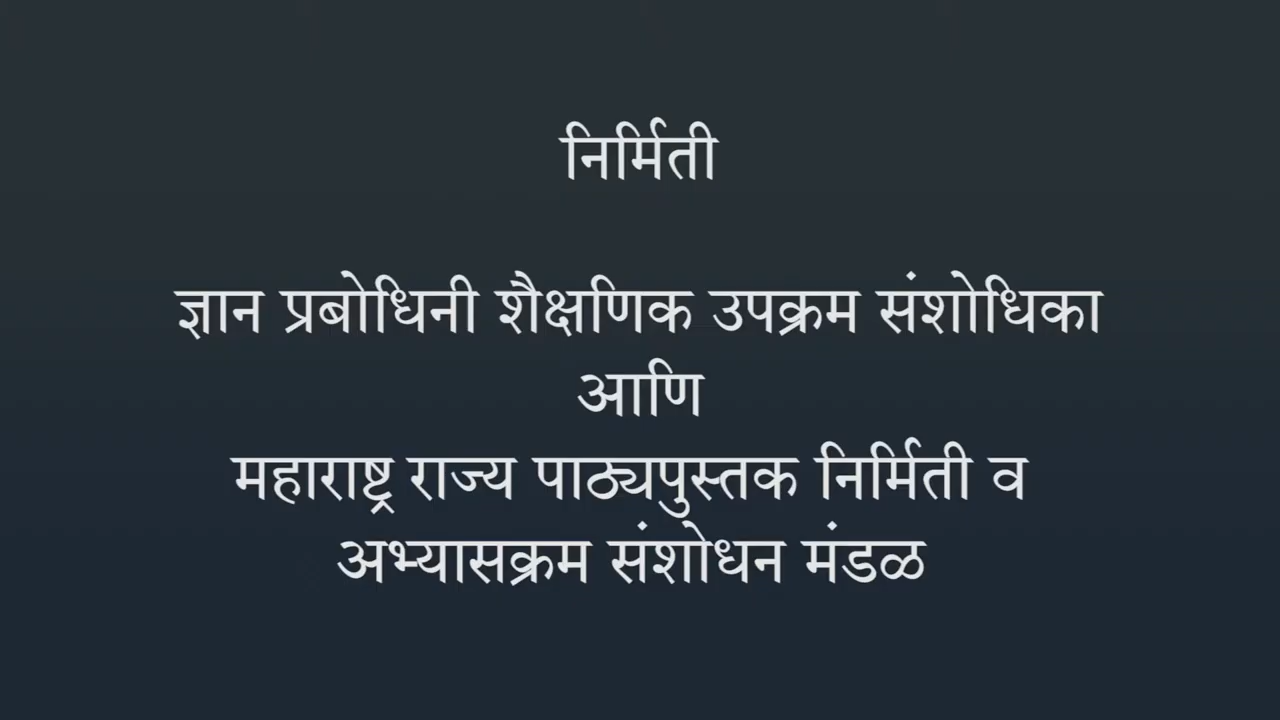 निर्मिती
ज्ञान प्रबोधिनी शैक्षणिक उपक्रम संशोधिका
आणि
महाराष्ट्र राज्य पाठ्यपुस्तक निर्मिती व
अभ्यासक्रम संशोधन मंडळ